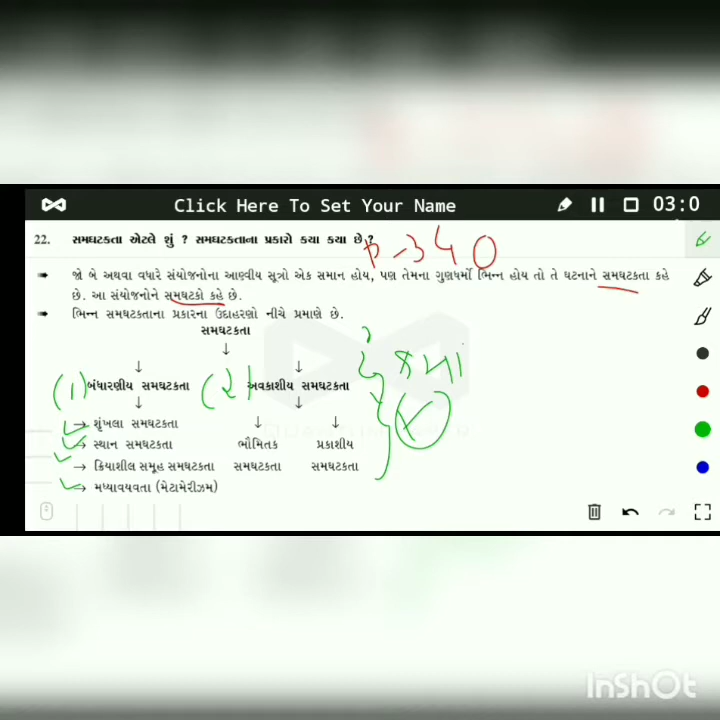 Click Here To Set Your Name
03:0
22. સમઘટકતા એટલે શું ? સમઘટકતાના પ્રકારો કયા કયા છે ?
P-340
➡ જો બે અથવા વધારે સંયોજનોના આણ્વીય સૂત્રો એક સમાન હોય, પણ તેમના ગુણધર્મો ભિન્ન હોય તો તે ઘટનાને સમઘટકતા કહે
છે. આ સંયોજનોને સમઘટકો કહે છે.
➡ ભિન્ન સમઘટકતાના પ્રકારના ઉદાહરણો નીચે પ્રમાણે છે.
સમઘટકતા
↓
↓ ↓
(1) બંધારણીય સમઘટકતા (2) અવકાશીય સમઘટકતા
↓ ↓
→ શૃંખલા સમઘટકતા ↓ ↓
→ સ્થાન સમઘટકતા ભૌમિતક પ્રકાશીય
→ ક્રિયાશીલ સમૂહ સમઘટકતા સમઘટકતા સમઘટકતા
→ મધ્યાવયવતા (મેટામેરીઝમ)
InShOt